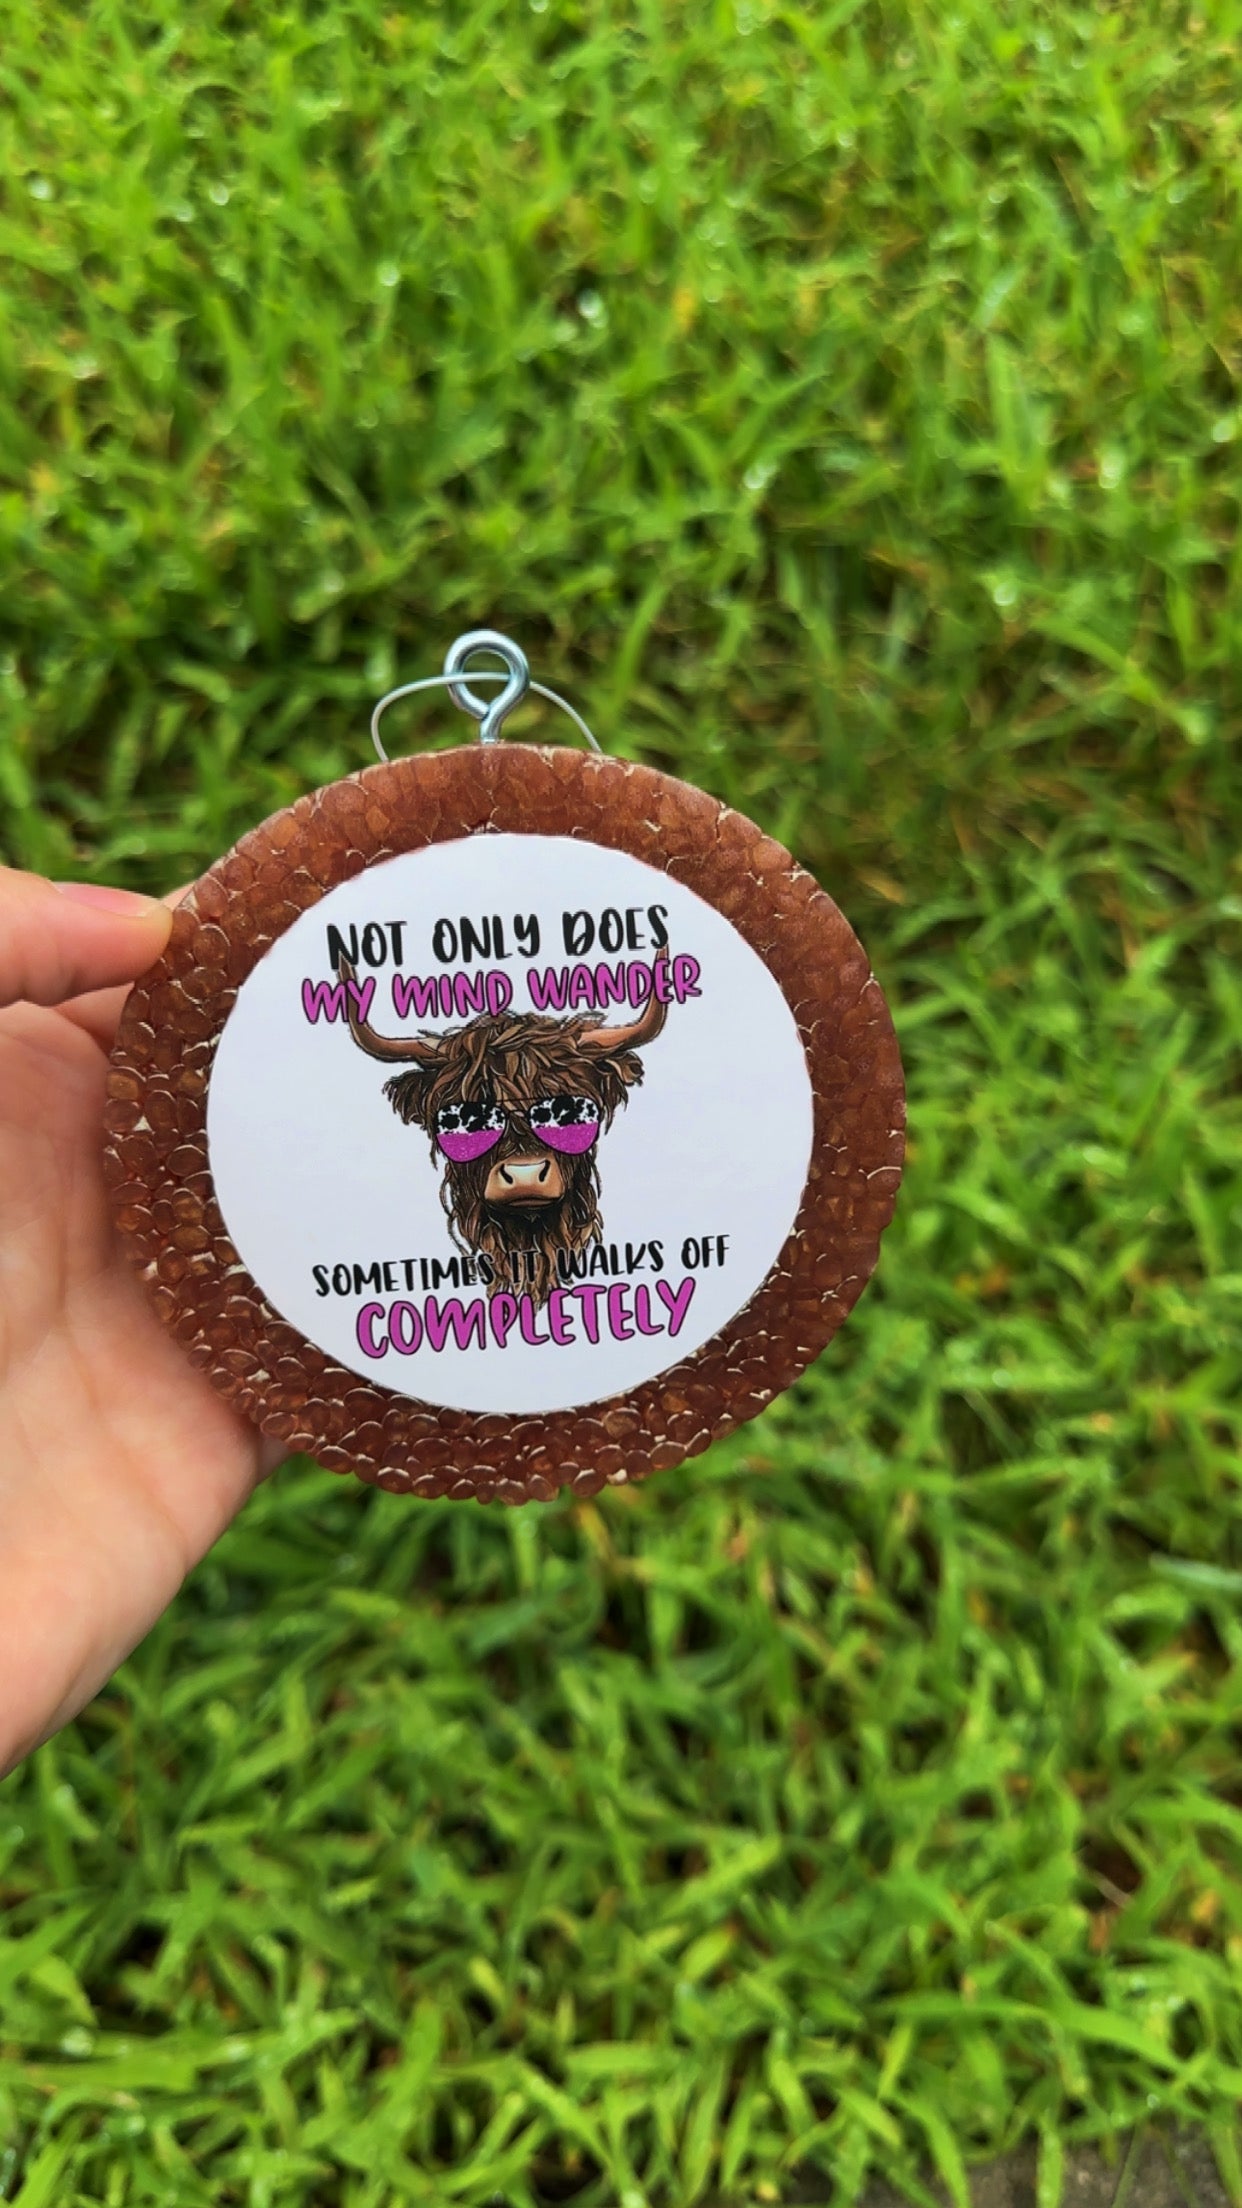 NOT ONLY DOES
MY MIND WANDER
SOMETIMES IT WALKS OFF
COMPLETELY